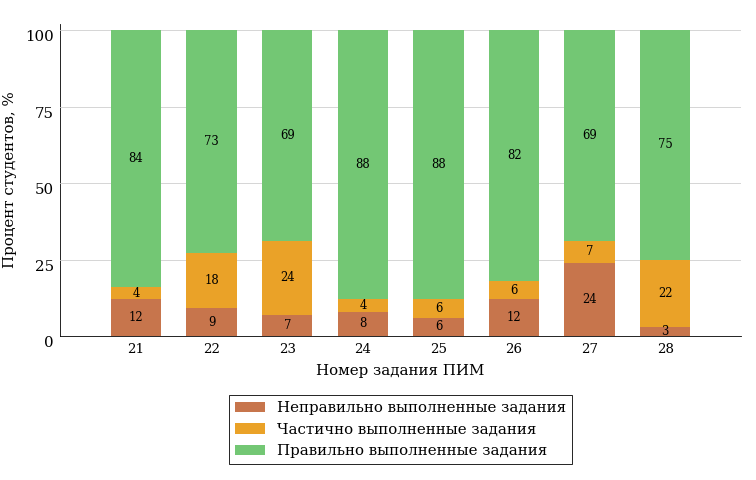 Процент студентов, %
100
75
50
25
0
84 73 69 88 88 82 69 75
4 18 24 4 6 6 7 22
12 9 7 8 6 12 24 3
21 22 23 24 25 26 27 28
Номер задания ПИМ
Неправильно выполненные задания
Частично выполненные задания
Правильно выполненные задания